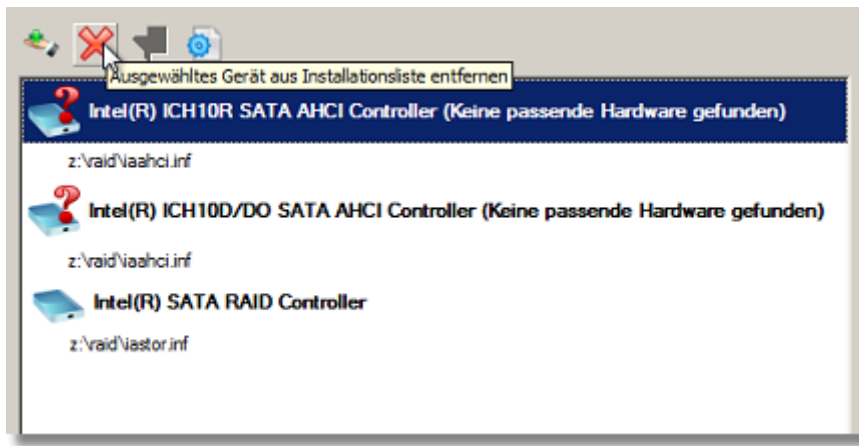 Ausgewähltes Gerät aus Installationsliste entfernen
Intel(R) ICH10R SATA AHCI Controller (Keine passende Hardware gefunden)
z:\raid\iaahci.inf
Intel(R) ICH10D/DO SATA AHCI Controller (Keine passende Hardware gefunden)
z:\raid\iaahci.inf
Intel(R) SATA RAID Controller
z:\raid\iastor.inf